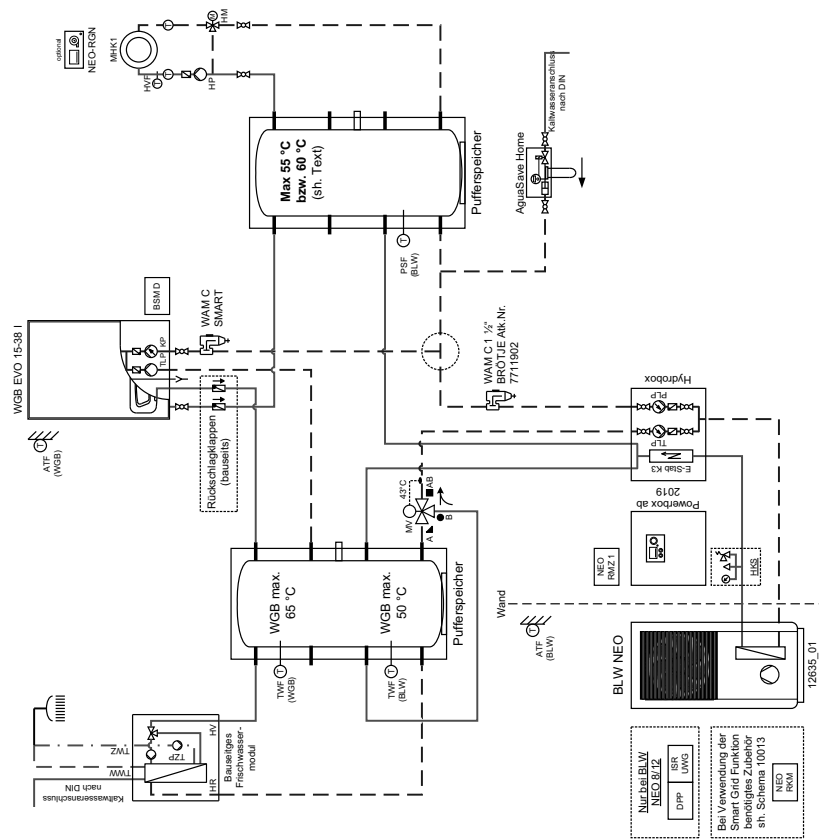 optional
NEO-RGN
MHK1
HVF
T
T
T
HP
M
HM
Max 55 °C
bzw. 60 °C
(sh. Text)
Pufferspeicher
T
PSF
(BLW)
Kaltwasseranschluss
nach DIN
AguaSave Home
WGB EVO 15-38 I
BSM D
TLP
KP
WAM C
SMART
T
ATF
(WGB)
Rückschlagklappen
(bauseits)
WAM C 1 ½"
BRÖTJE Atk.Nr.
7711902
Hydrobox
PLP
TLP
E-Stab K3
Powerbox ab
2019
NEO
RMZ 1
HKS
MV
43°C
AB
A
B
WGB max.
65 °C
WGB max.
50 °C
Pufferspeicher
T
TWF
(WGB)
T
TWF
(BLW)
Wand
T
ATF
(BLW)
BLW NEO
12635_01
TWZ
TWW
Kaltwasseranschluss
nach DIN
TZP
HV
HR
Bauseitges
Frischwasser-
modul
Nur bei BLW
NEO 8/12
DPP
ISR
UWG
Bei Verwendung der
Smart Grid Funktion
benötigtes Zubehör
sh. Schema 10013
NEO
RKM